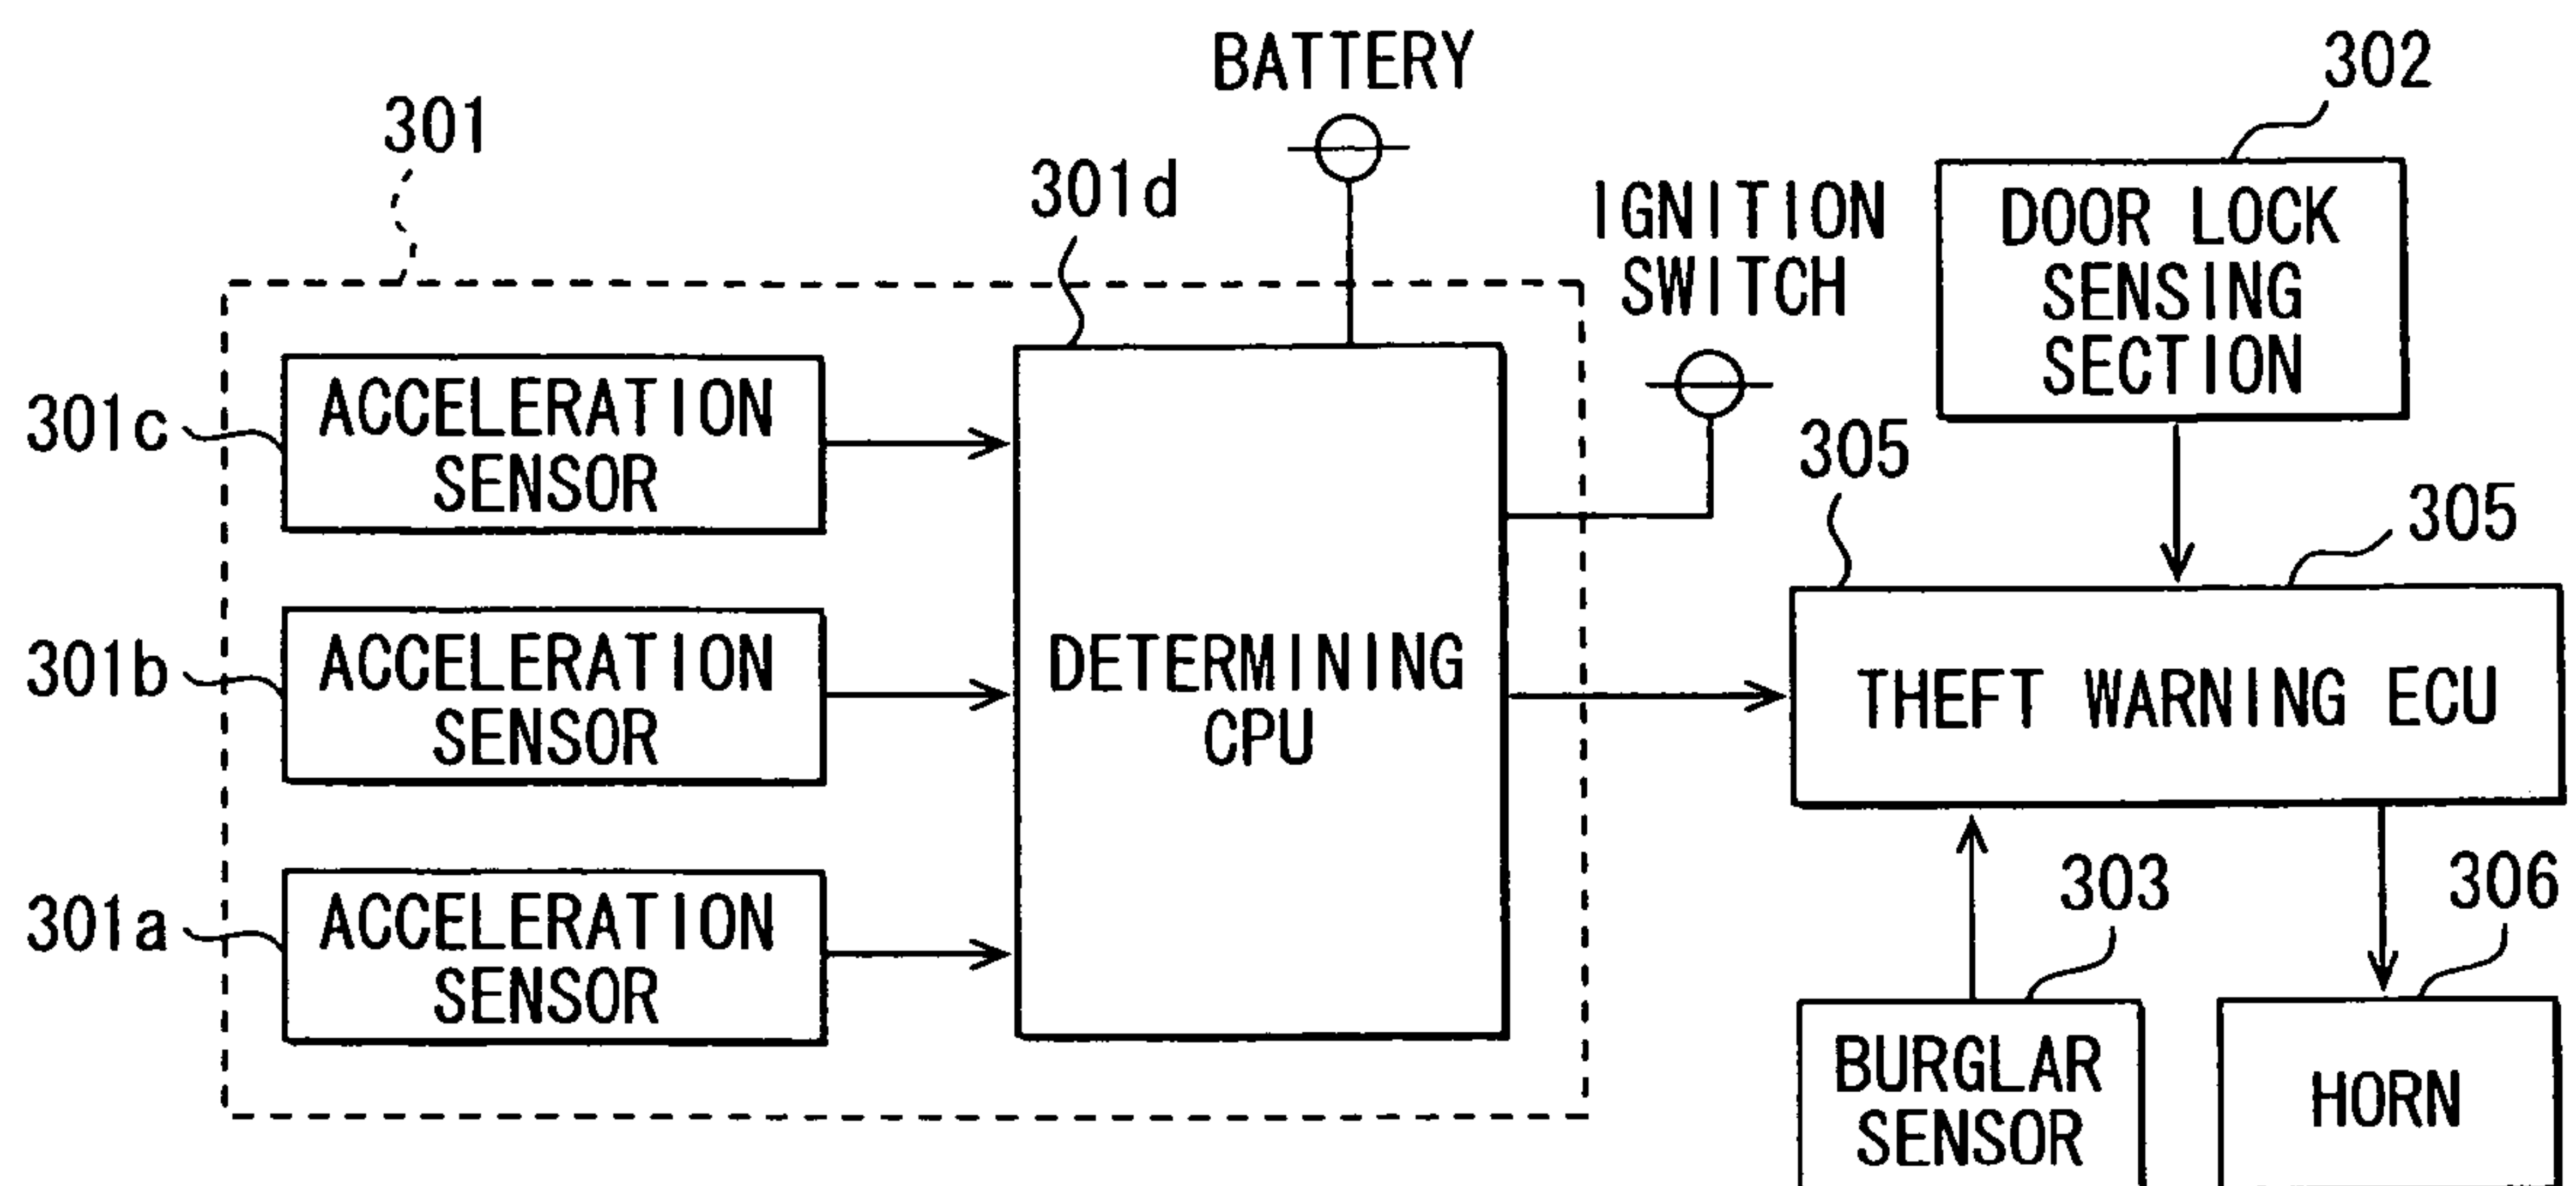 BATTERY
302
301
301d
IGNITION
SWITCH
DOOR LOCK
SENSING
SECTION
301c
ACCELERATION
SENSOR
305
305
301b
ACCELERATION
SENSOR
DETERMINING
CPU
THEFT WARNING ECU
301a
ACCELERATION
SENSOR
303
306
BURGLAR
SENSOR
HORN